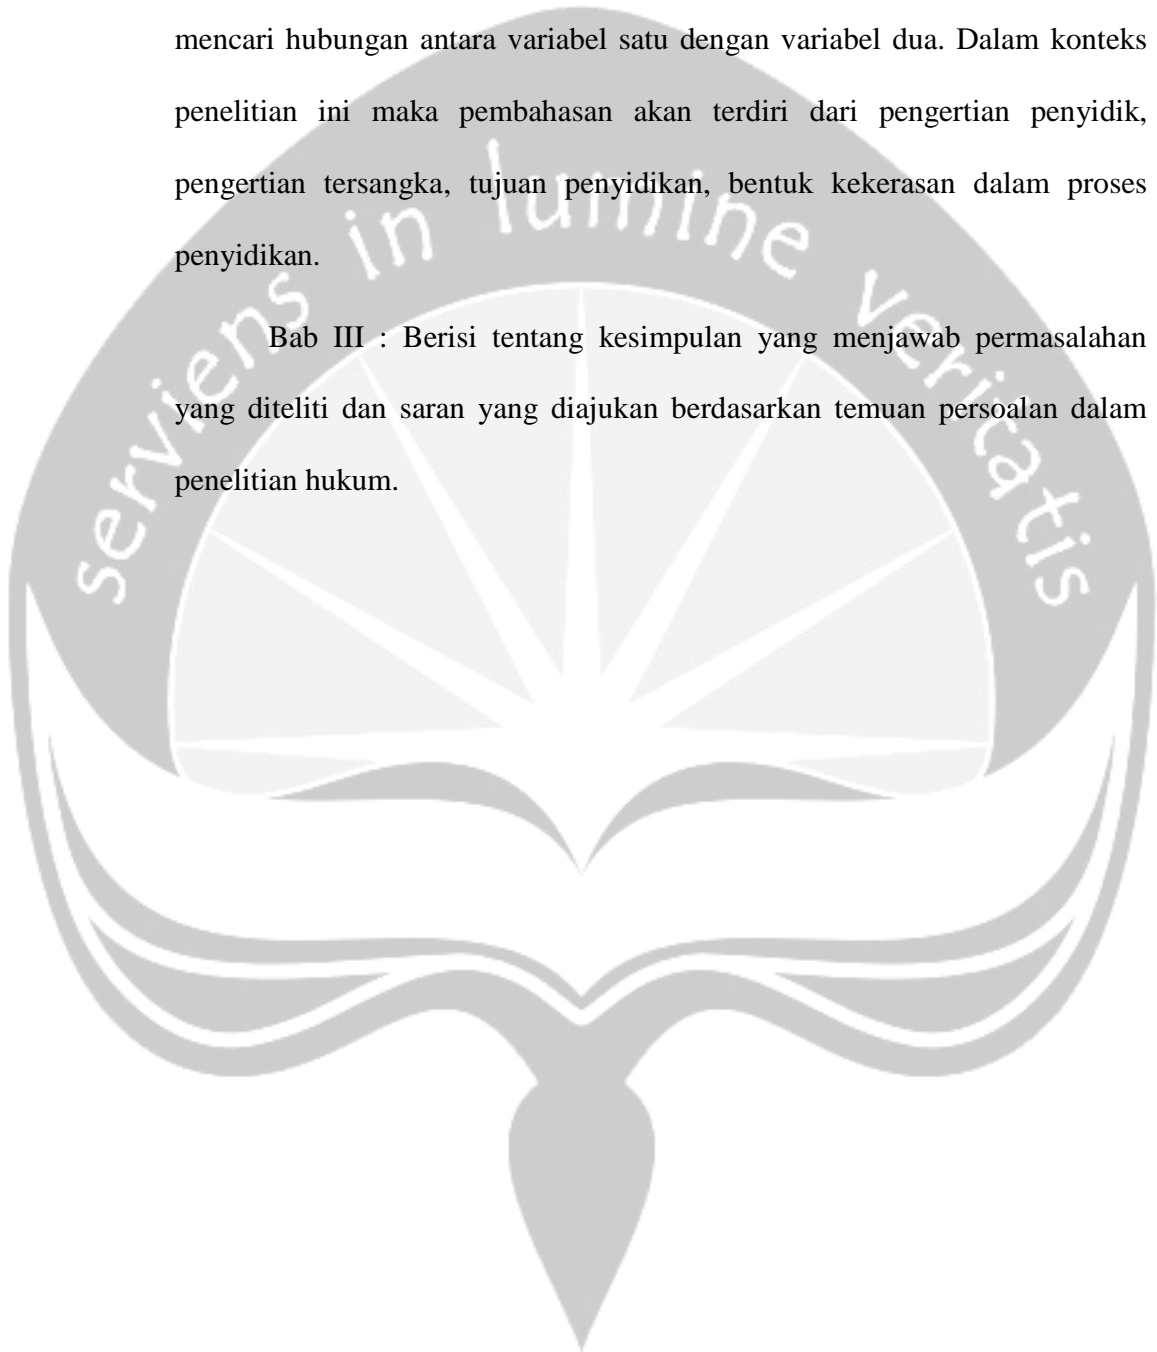 mencari hubungan antara variabel satu dengan variabel dua. Dalam konteks
penelitian ini maka pembahasan akan terdiri dari pengertian penyidik,
pengertian tersangka, tujuan penyidikan, bentuk kekerasan dalam proses
penyidikan.
Bab III : Berisi tentang kesimpulan yang menjawab permasalahan
yang diteliti dan saran yang diajukan berdasarkan temuan persoalan dalam
penelitian hukum.
serviens in lumine veritatis